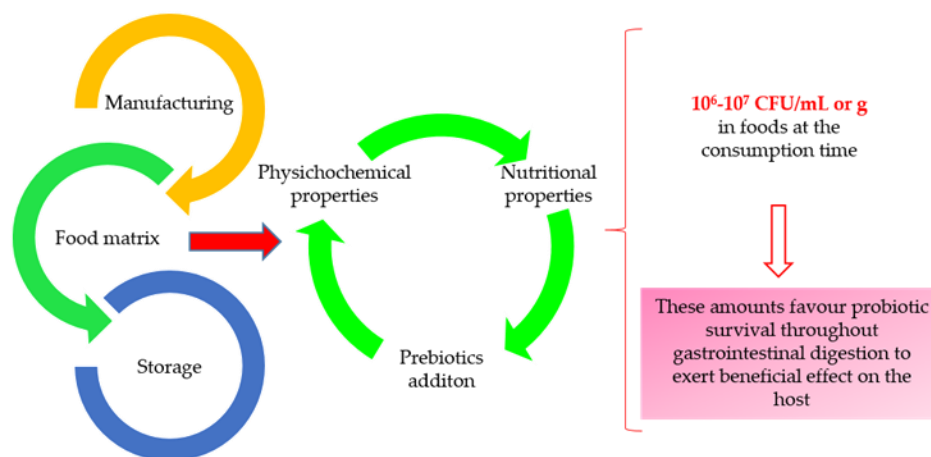 Manufacturing
Food matrix
Storage
Physichochemical
properties
Nutritional
properties
Prebiotics
additon
10⁶-10⁷ CFU/mL or g
in foods at the
consumption time
These amounts favour probiotic
survival throughout
gastrointestinal digestion to
exert beneficial effect on the
host